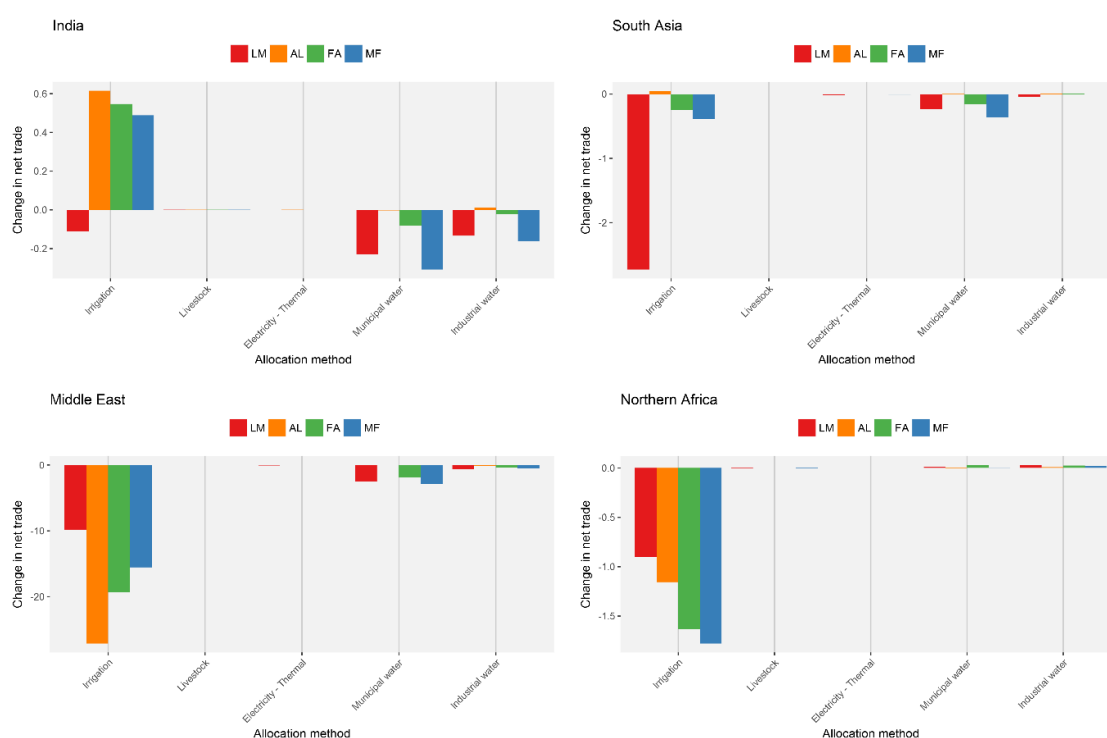 India
LM AL FA MF
Change in net trade
0.6
0.4
0.2
0.0
-0.2
Irrigation
Livestock
Electricity - Thermal
Municipal water
Industrial water
Allocation method
South Asia
LM AL FA MF
Change in net trade
0
-1
-2
Irrigation
Livestock
Electricity - Thermal
Municipal water
Industrial water
Allocation method
Middle East
LM AL FA MF
Change in net trade
0
-10
-20
Irrigation
Livestock
Electricity - Thermal
Municipal water
Industrial water
Allocation method
Northern Africa
LM AL FA MF
Change in net trade
0.0
-0.5
-1.0
-1.5
Irrigation
Livestock
Electricity - Thermal
Municipal water
Industrial water
Allocation method